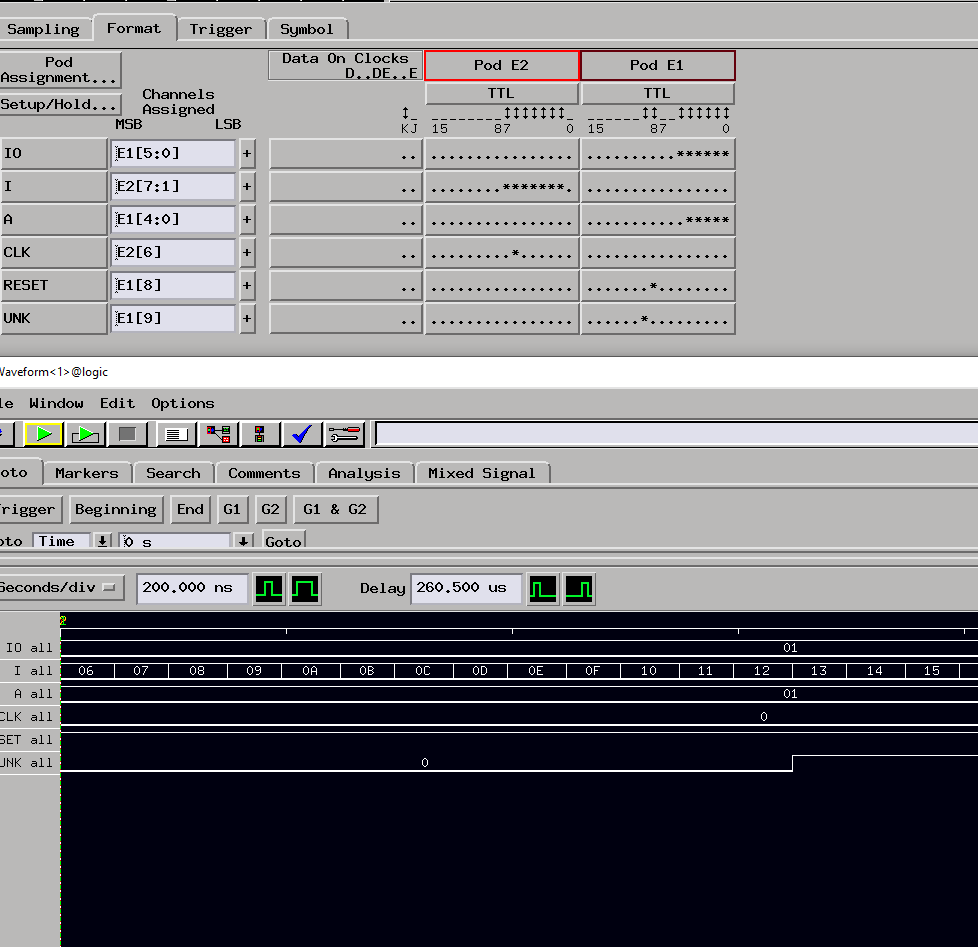 Sampling Format Trigger Symbol
Pod Assignment...
Data On Clocks
D..DE..E
Pod E2 Pod E1
Setup/Hold...
Channels Assigned
TTL TTL
MSB LSB
KJ 15 87 0 15 87 0
IO E1[5:0] + .. ................ ..........******
I E2[7:1] + .. ........*******. ................
A E1[4:0] + .. ................ ...........*****
CLK E2[6] + .. .........*...... ................
RESET E1[8] + .. ................ .......*........
UNK E1[9] + .. ................ ......*.........
Waveform<1>@logic
le Window Edit Options
oto Markers Search Comments Analysis Mixed Signal
rigger Beginning End G1 G2 G1 & G2
oto Time 0 s Goto
Seconds/div 200.000 ns Delay 260.500 us
2
IO all 01
I all 06 07 08 09 0A 0B 0C 0D 0E 0F 10 11 12 13 14 15
A all 01
CLK all 0
SET all
UNK all 0